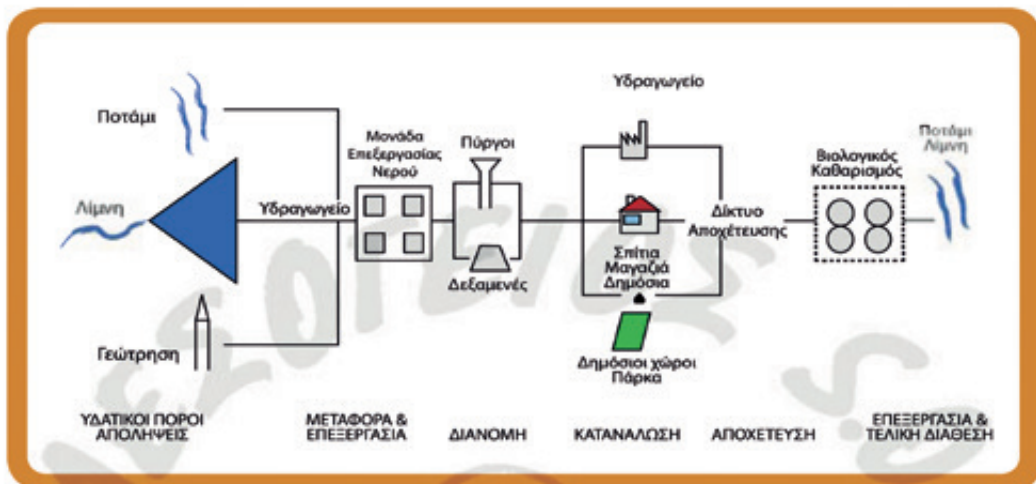 Ποτάμι
Λίμνη
Γεώτρηση
Υδραγωγείο
Μονάδα
Επεξεργασίας
Νερού
Πύργοι
Δεξαμενές
Υδραγωγείο
Σπίτια
Μαγαζιά
Δημόσια
Δημόσιοι χώροι
Πάρκα
Δίκτυο
Αποχέτευσης
Βιολογικός
Καθαρισμός
Ποτάμι
Λίμνη
ΥΔΑΤΙΚΟΙ ΠΟΡΟΙ
ΑΠΟΛΗΨΕΙΣ
ΜΕΤΑΦΟΡΑ &
ΕΠΕΞΕΡΓΑΣΙΑ
ΔΙΑΝΟΜΗ
ΚΑΤΑΝΑΛΩΣΗ
ΑΠΟΧΕΤΕΥΣΗ
ΕΠΕΞΕΡΓΑΣΙΑ &
ΤΕΛΙΚΗ ΔΙΑΘΕΣΗ